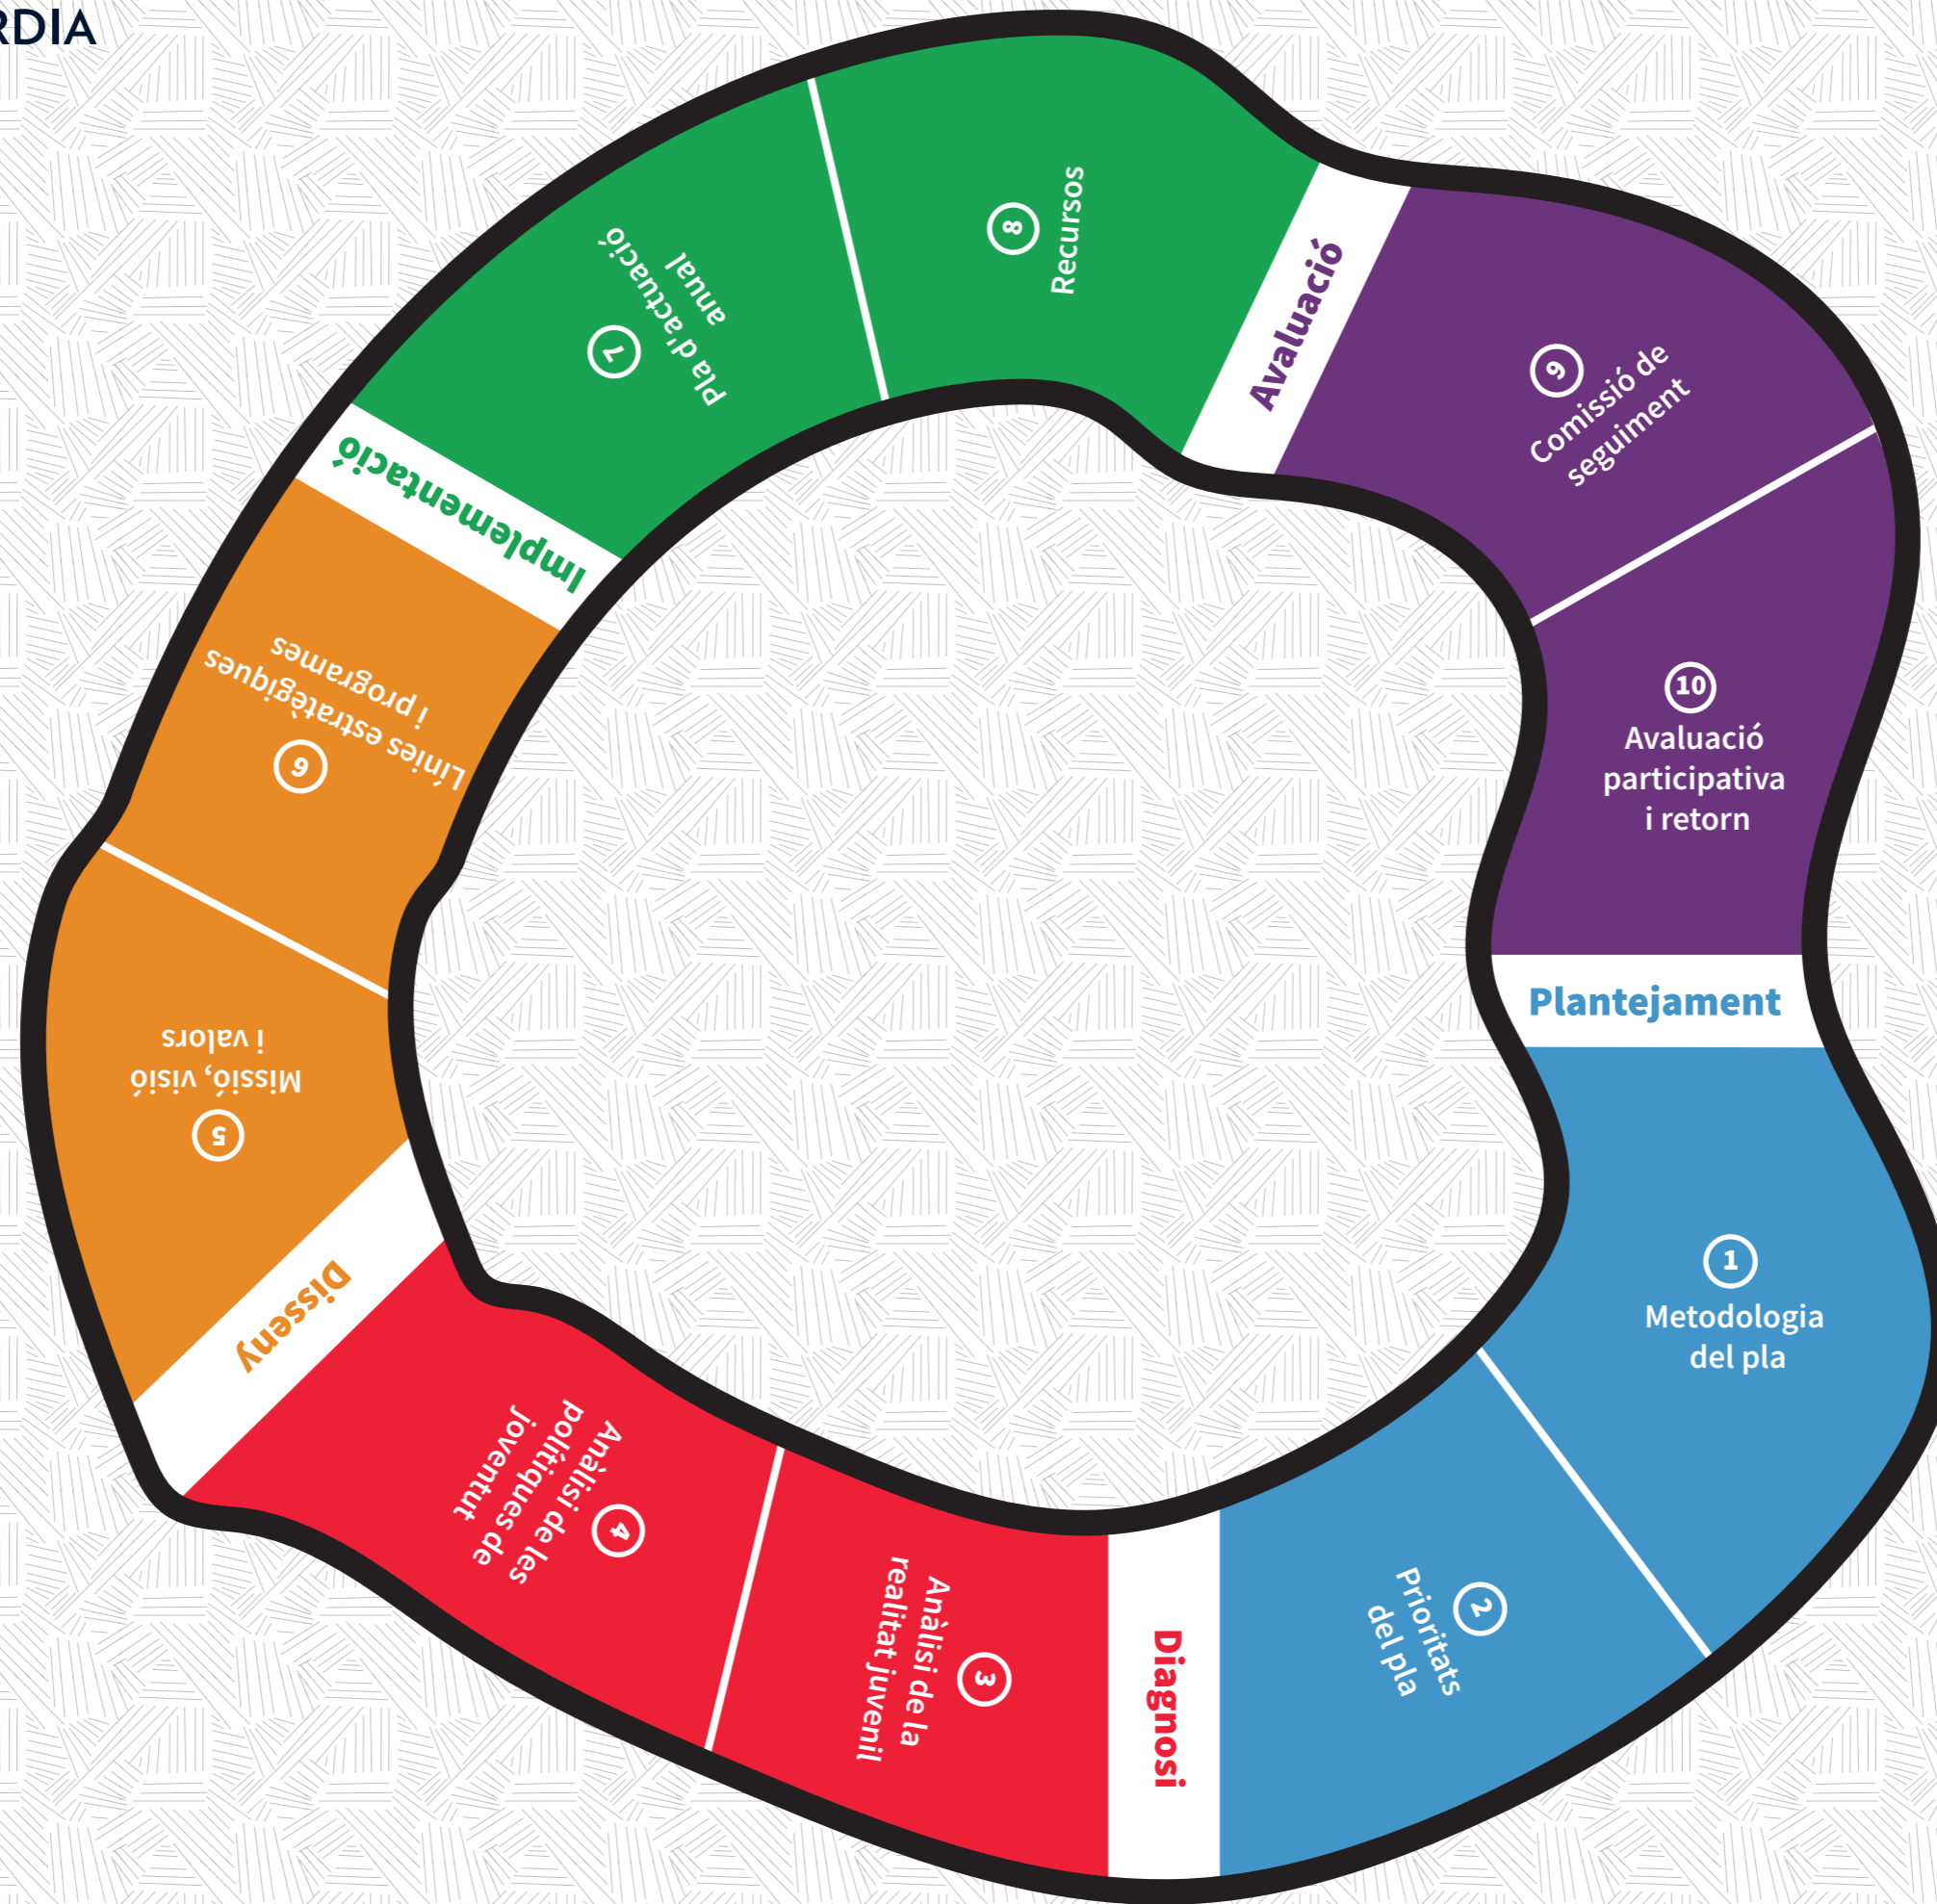 RDIA
Plantejament
1
Metodologia
del pla
2
Prioritats
del pla
Diagnosi
3
Anàlisi de la
realitat juvenil
4
Anàlisi de les
polítiques de
joventut
Disseny
5
Missió, visió
i valors
6
Línies estratègiques
i programes
Implementació
7
Pla d'actuació
anual
8
Recursos
Avaluació
9
Comissió de
seguiment
10
Avaluació
participativa
i retorn